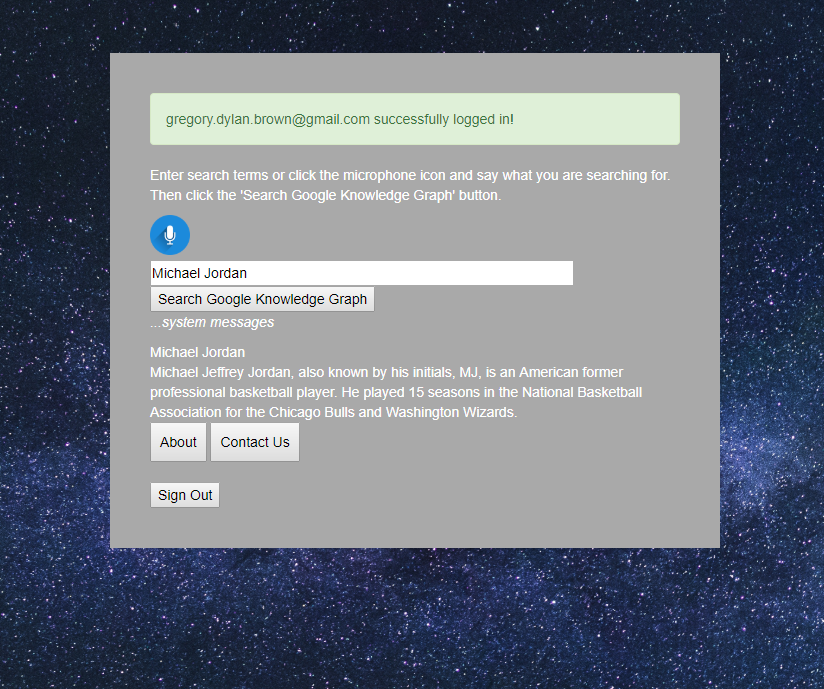 gregory.dylan.brown@gmail.com successfully logged in!
Enter search terms or click the microphone icon and say what you are searching for.
Then click the 'Search Google Knowledge Graph' button.
Michael Jordan
Search Google Knowledge Graph
...system messages
Michael Jordan
Michael Jeffrey Jordan, also known by his initials, MJ, is an American former
professional basketball player. He played 15 seasons in the National Basketball
Association for the Chicago Bulls and Washington Wizards.
About Contact Us
Sign Out